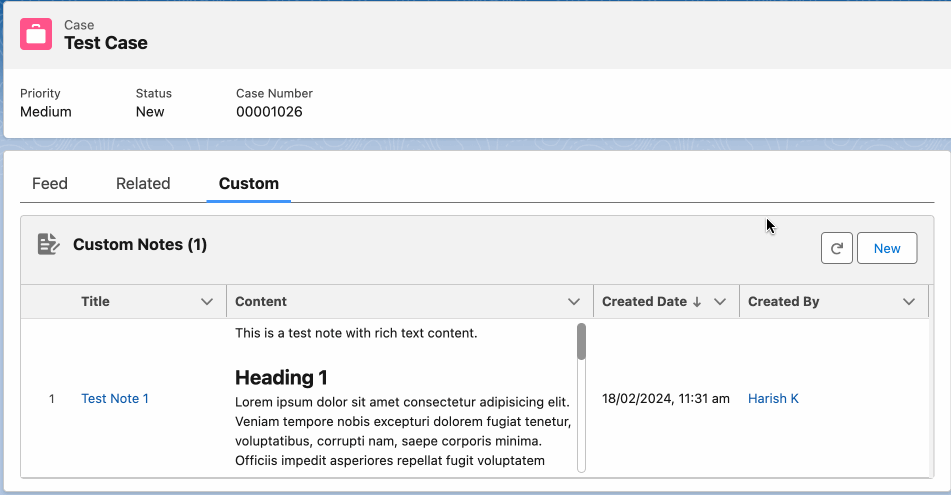 Case
Test Case
Priority
Status
Case Number
Medium
New
00001026
Feed
Related
Custom
Custom Notes (1)
New
Title
Content
Created Date
Created By
This is a test note with rich text content.
Heading 1
1
Test Note 1
Lorem ipsum dolor sit amet consectetur adipisicing elit.
Veniam tempore nobis excepturi dolorem fugiat tenetur,
voluptatibus, corrupti nam, saepe corporis minima.
Officiis impedit asperiores repellat fugit voluptatem
18/02/2024, 11:31 am
Harish K